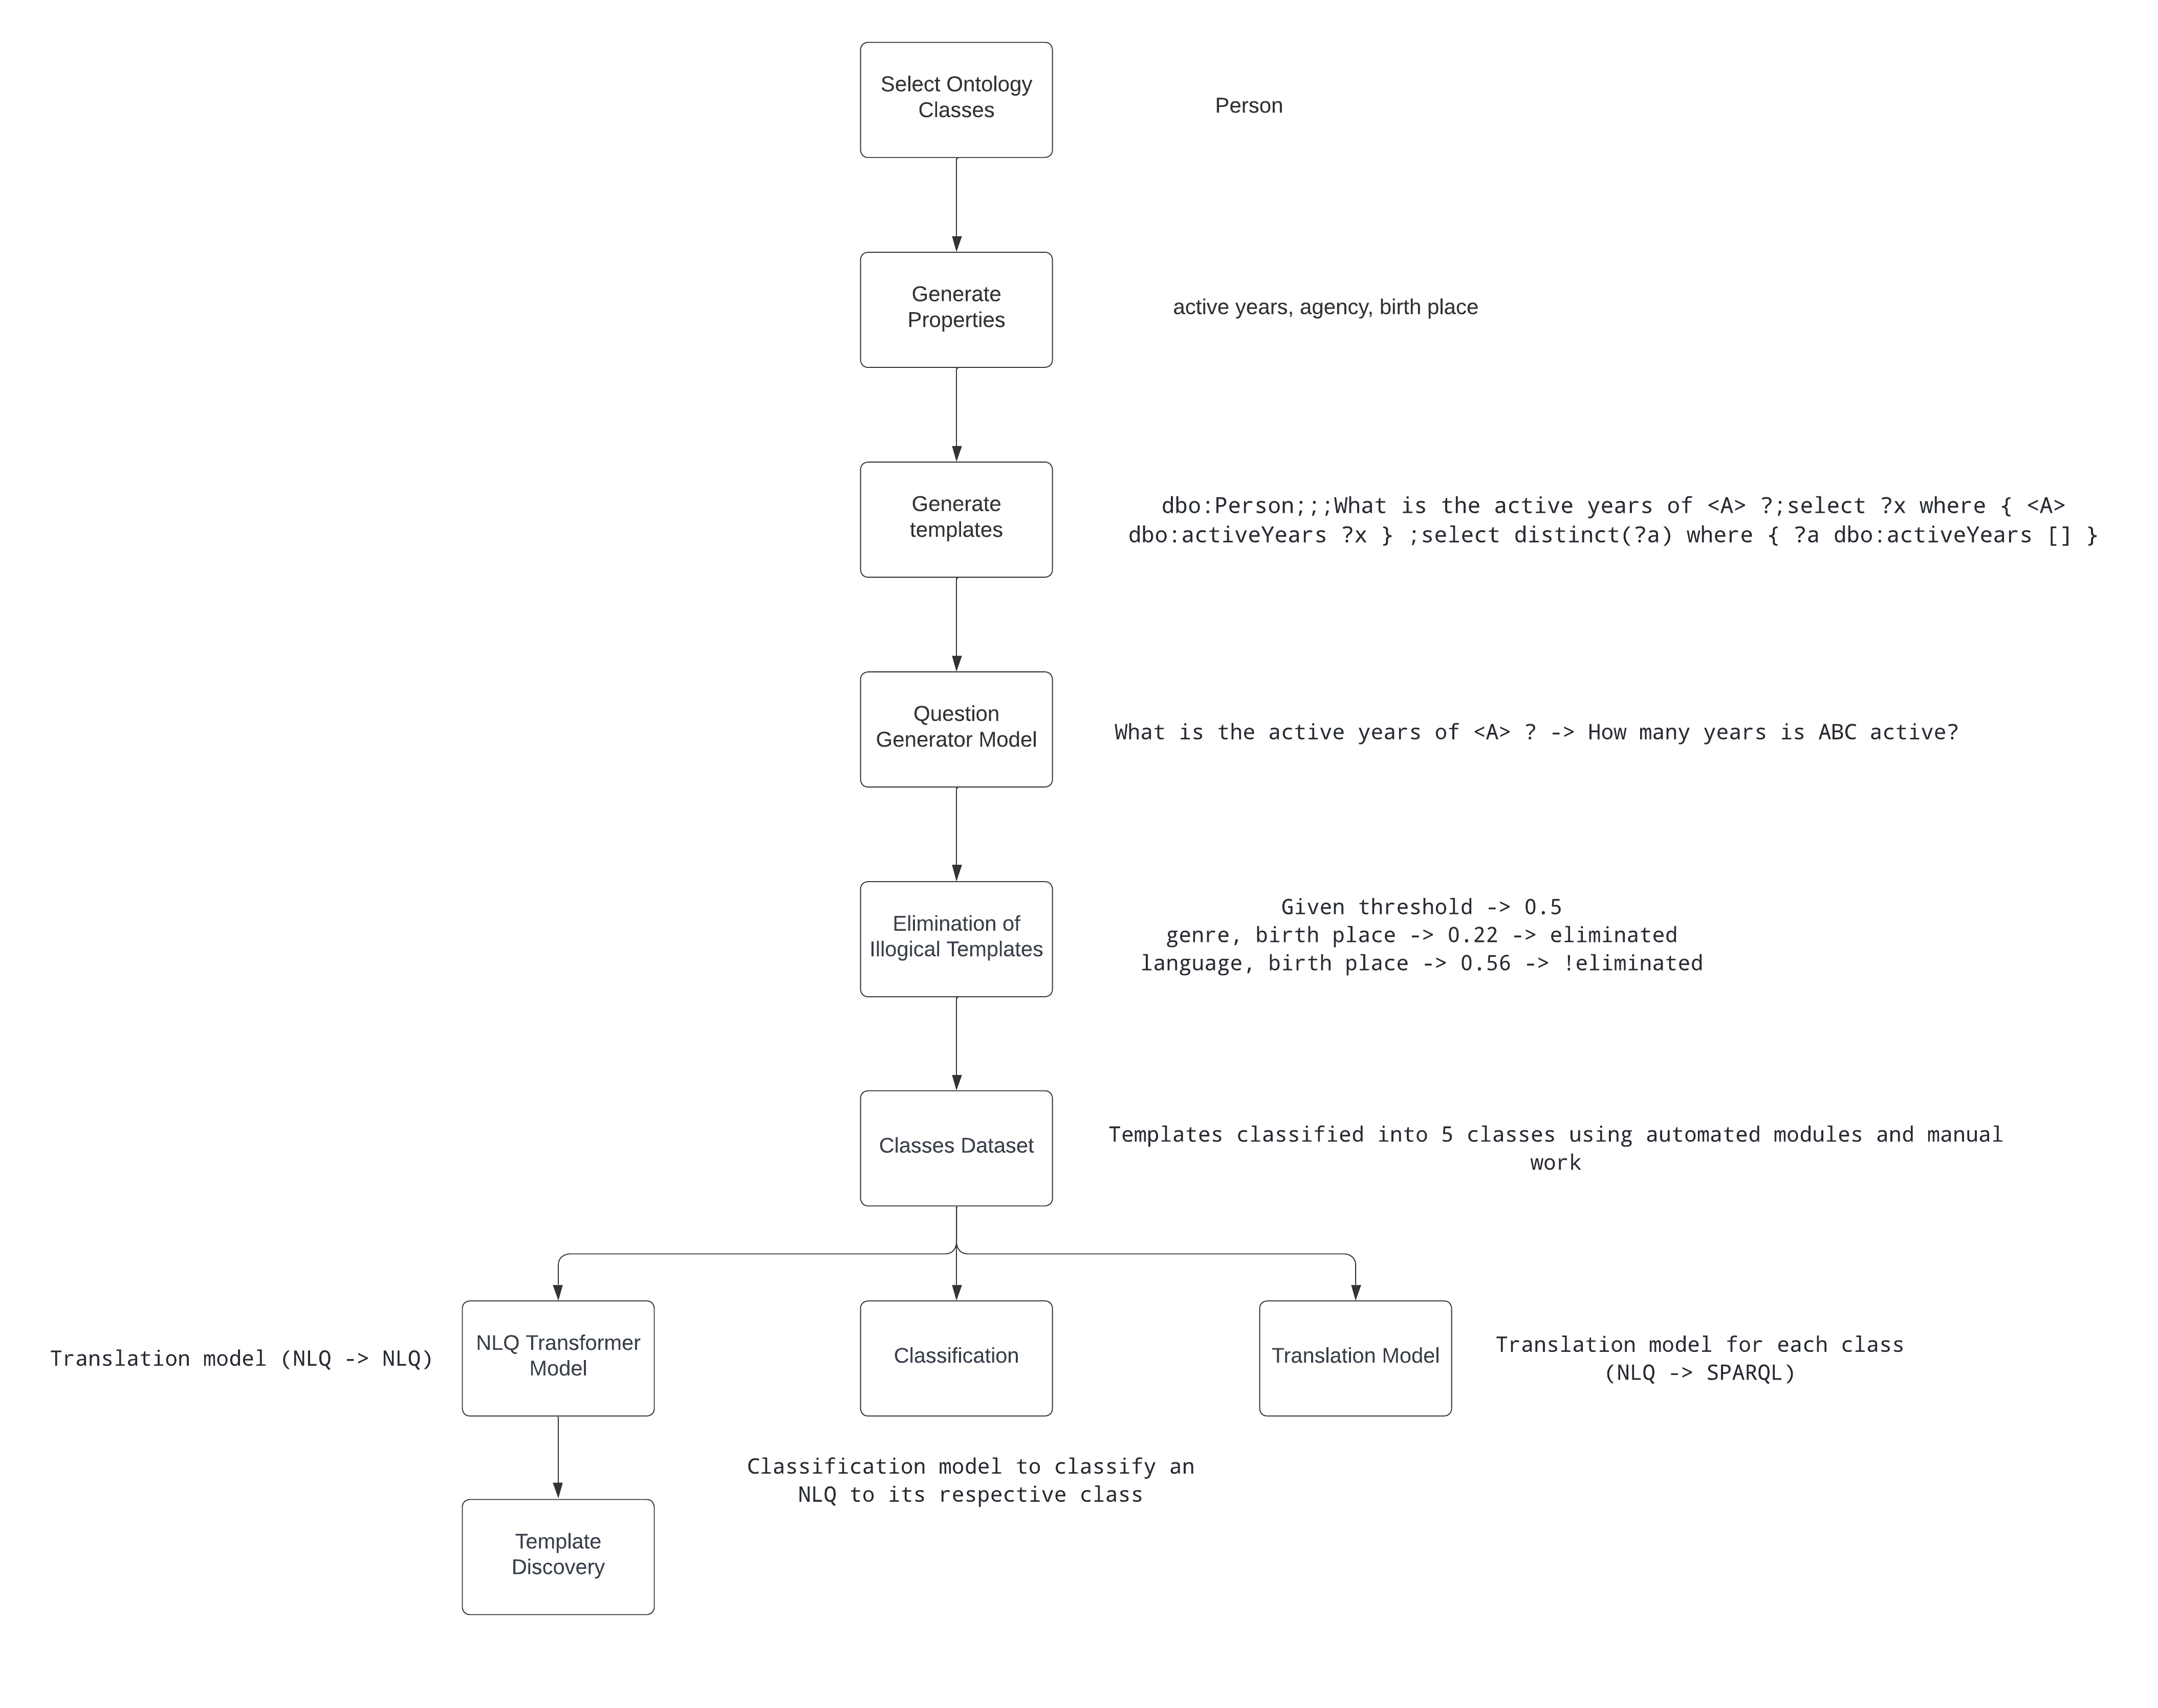 Select Ontology
Classes
Person
Generate
Properties
active years, agency, birth place
Generate
templates
dbo:Person;;;What is the active years of <A> ?;select ?x where { <A>
dbo:activeYears ?x } ;select distinct(?a) where { ?a dbo:activeYears [] }
Question
Generator Model
What is the active years of <A> ? -> How many years is ABC active?
Elimination of
Illogical Templates
Given threshold -> 0.5
genre, birth place -> 0.22 -> eliminated
language, birth place -> 0.56 -> !eliminated
Classes Dataset
Templates classified into 5 classes using automated modules and manual
work
Translation model (NLQ -> NLQ)
NLQ Transformer
Model
Classification
Translation Model
Translation model for each class
(NLQ -> SPARQL)
Classification model to classify an
NLQ to its respective class
Template
Discovery